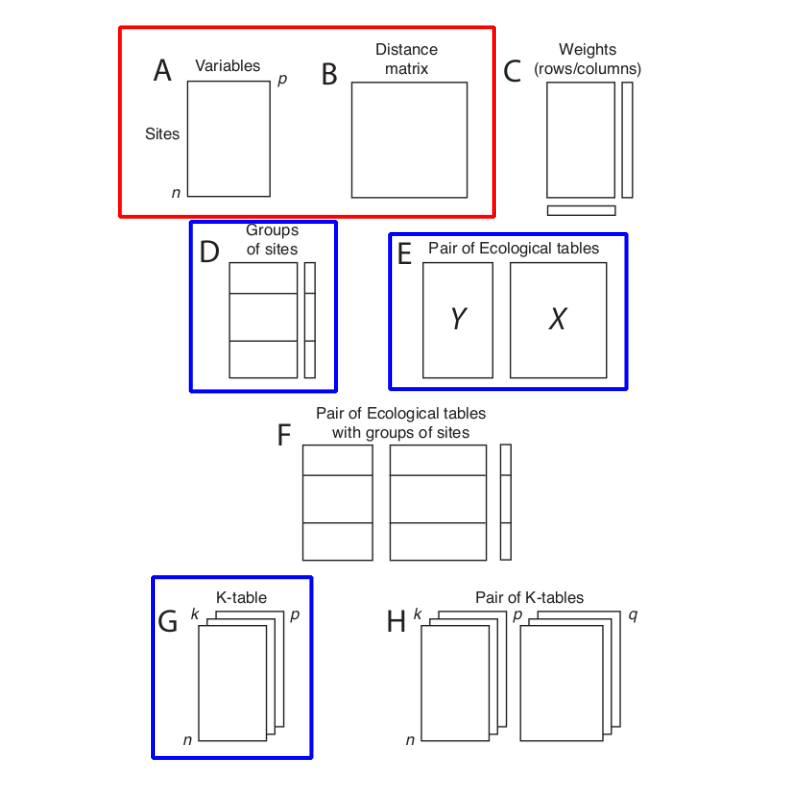 A
Variables
p
Sites
n
B
Distance
matrix
C
Weights
(rows/columns)
D
Groups
of sites
E
Pair of Ecological tables
Y
X
F
Pair of Ecological tables
with groups of sites
G
K-table
k
p
n
H
Pair of K-tables
k
p
q
n